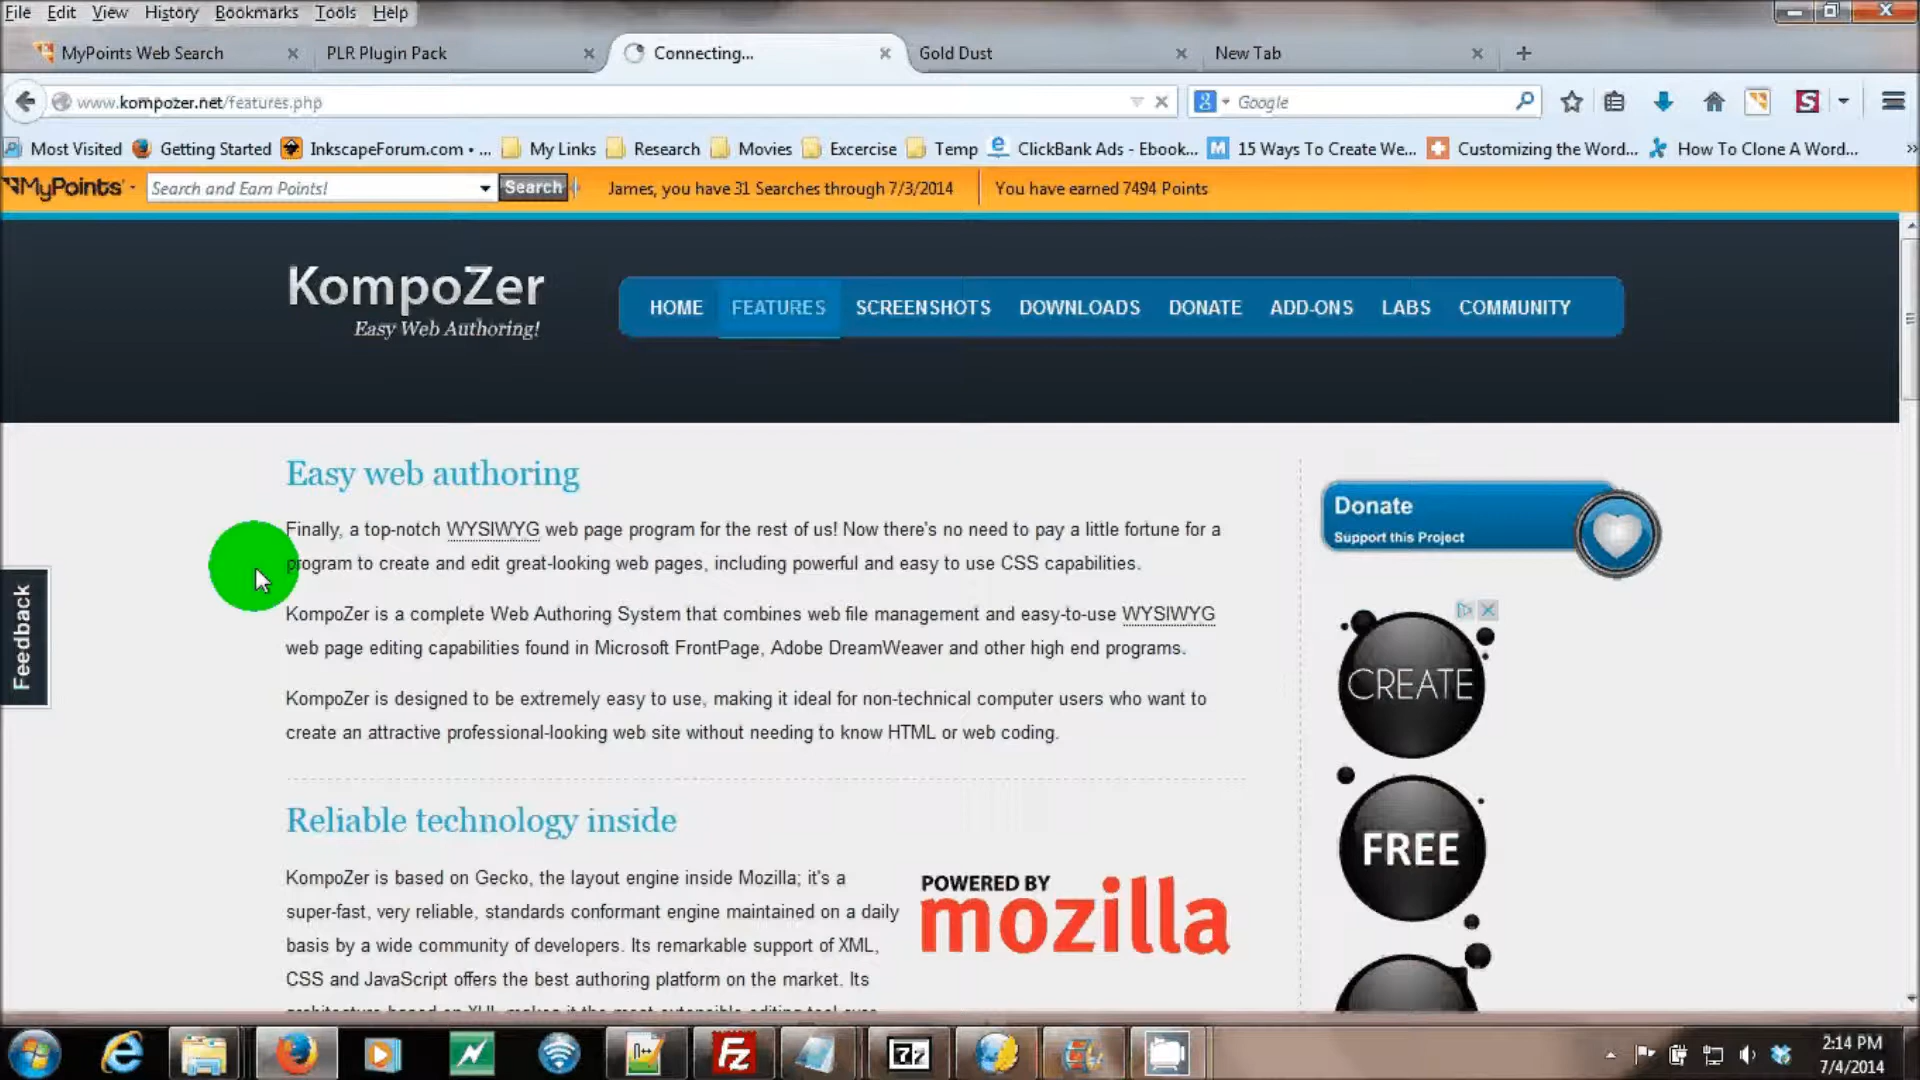 File Edit View History Bookmarks Tools Help
MyPoints Web Search
PLR Plugin Pack
Connecting...
Gold Dust
New Tab
www.kompozer.net/features.php
Google
Most Visited
Getting Started
InkscapeForum.com • ...
My Links
Research
Movies
Excercise
Temp
ClickBank Ads - Ebook...
15 Ways To Create We...
Customizing the Word...
How To Clone A Word...
MyPoints
Search and Earn Points!
Search
James, you have 31 Searches through 7/3/2014
You have earned 7494 Points
KompoZer
Easy Web Authoring!
HOME FEATURES SCREENSHOTS DOWNLOADS DONATE ADD-ONS LABS COMMUNITY
Easy web authoring
Finally, a top-notch WYSIWYG web page program for the rest of us! Now there's no need to pay a little fortune for a
program to create and edit great-looking web pages, including powerful and easy to use CSS capabilities.
KompoZer is a complete Web Authoring System that combines web file management and easy-to-use WYSIWYG
web page editing capabilities found in Microsoft FrontPage, Adobe DreamWeaver and other high end programs.
KompoZer is designed to be extremely easy to use, making it ideal for non-technical computer users who want to
create an attractive professional-looking web site without needing to know HTML or web coding.
Reliable technology inside
KompoZer is based on Gecko, the layout engine inside Mozilla; it's a
super-fast, very reliable, standards conformant engine maintained on a daily
basis by a wide community of developers. Its remarkable support of XML,
CSS and JavaScript offers the best authoring platform on the market. Its
POWERED BY
mozilla
Feedback
Donate
Support this Project
CREATE
FREE
Fz
7z
2:14 PM
7/4/2014